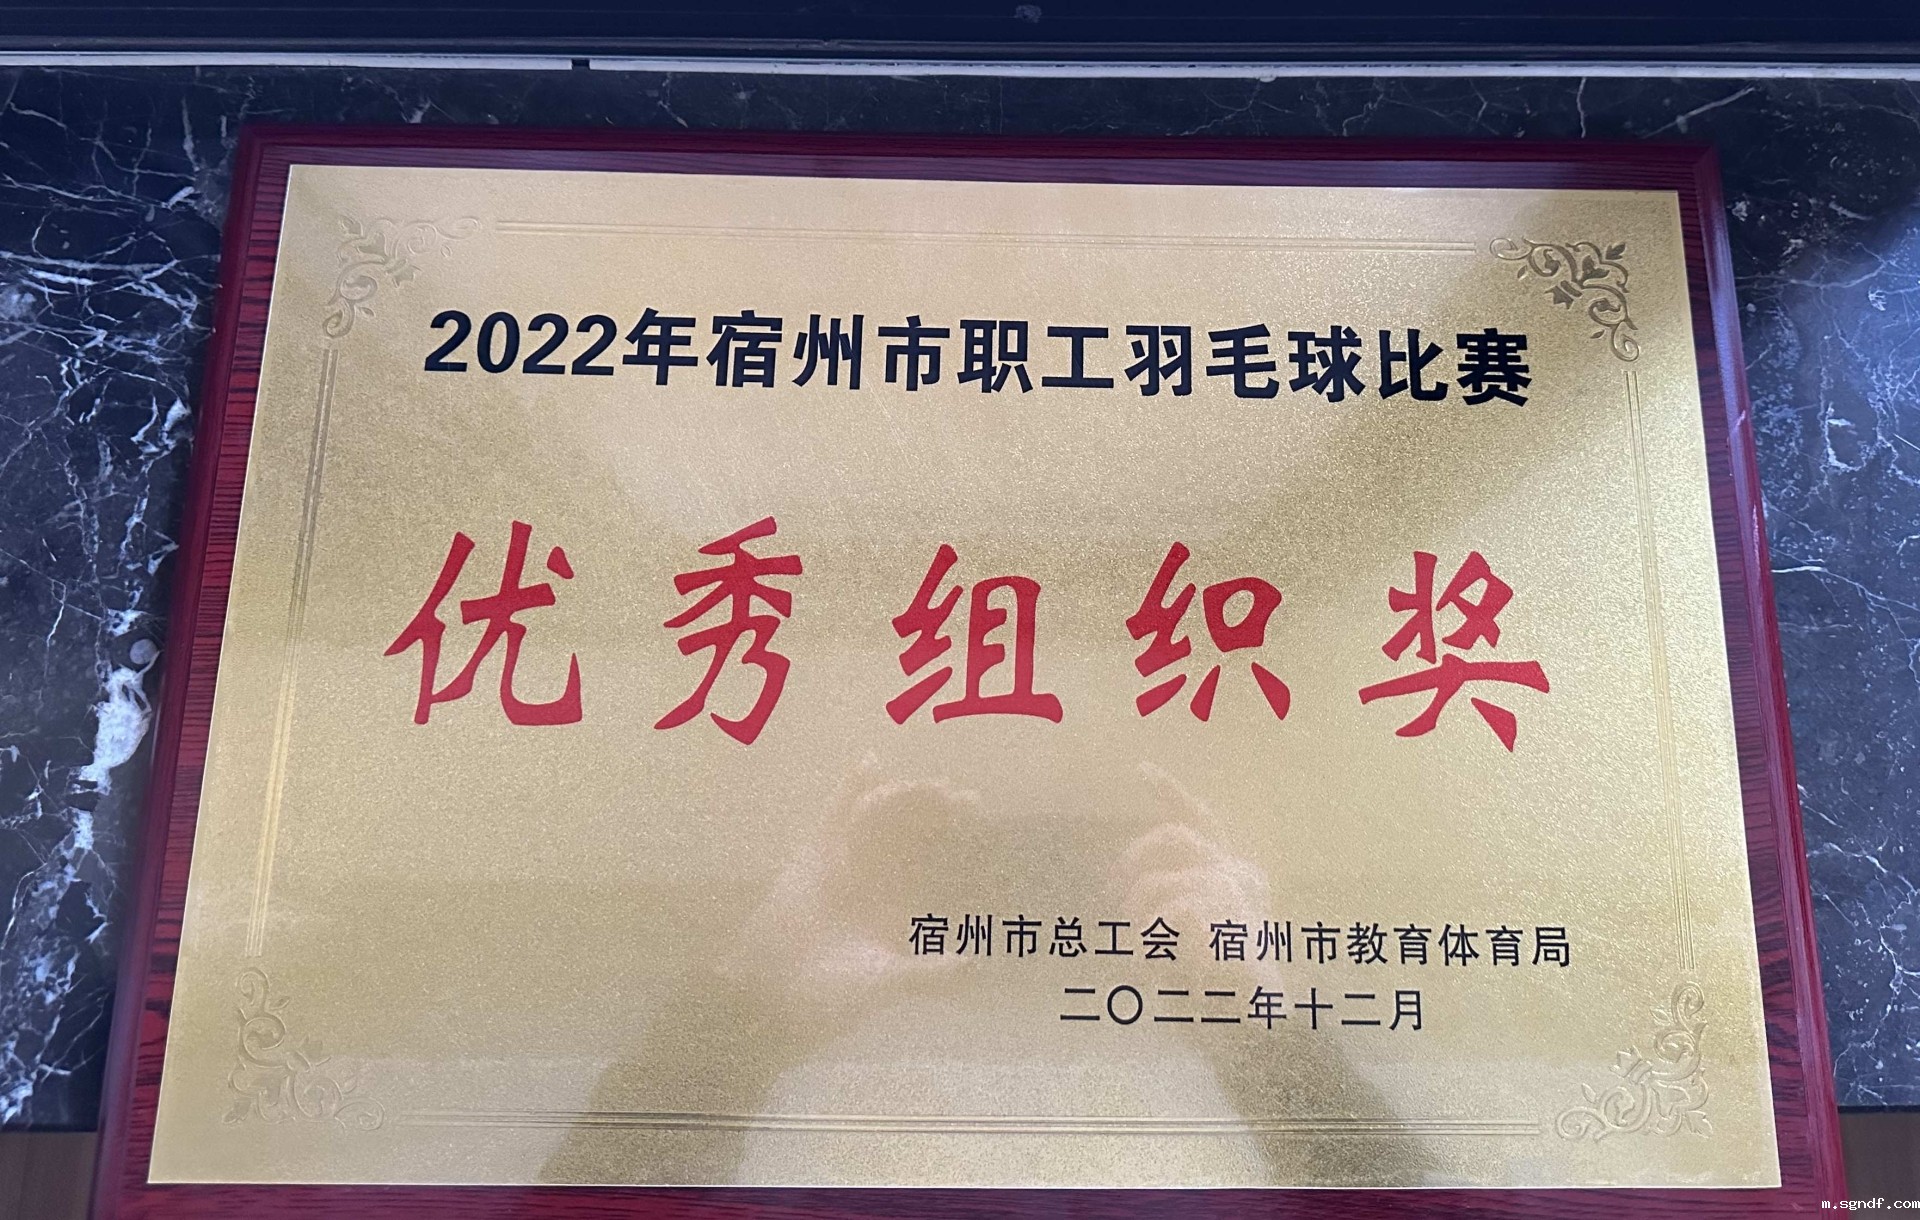 2022年宿州市职工羽毛球比赛
优秀组织奖
宿州市总工会 宿州市教育体育局
二〇二二年十二月
m.sgndf.com